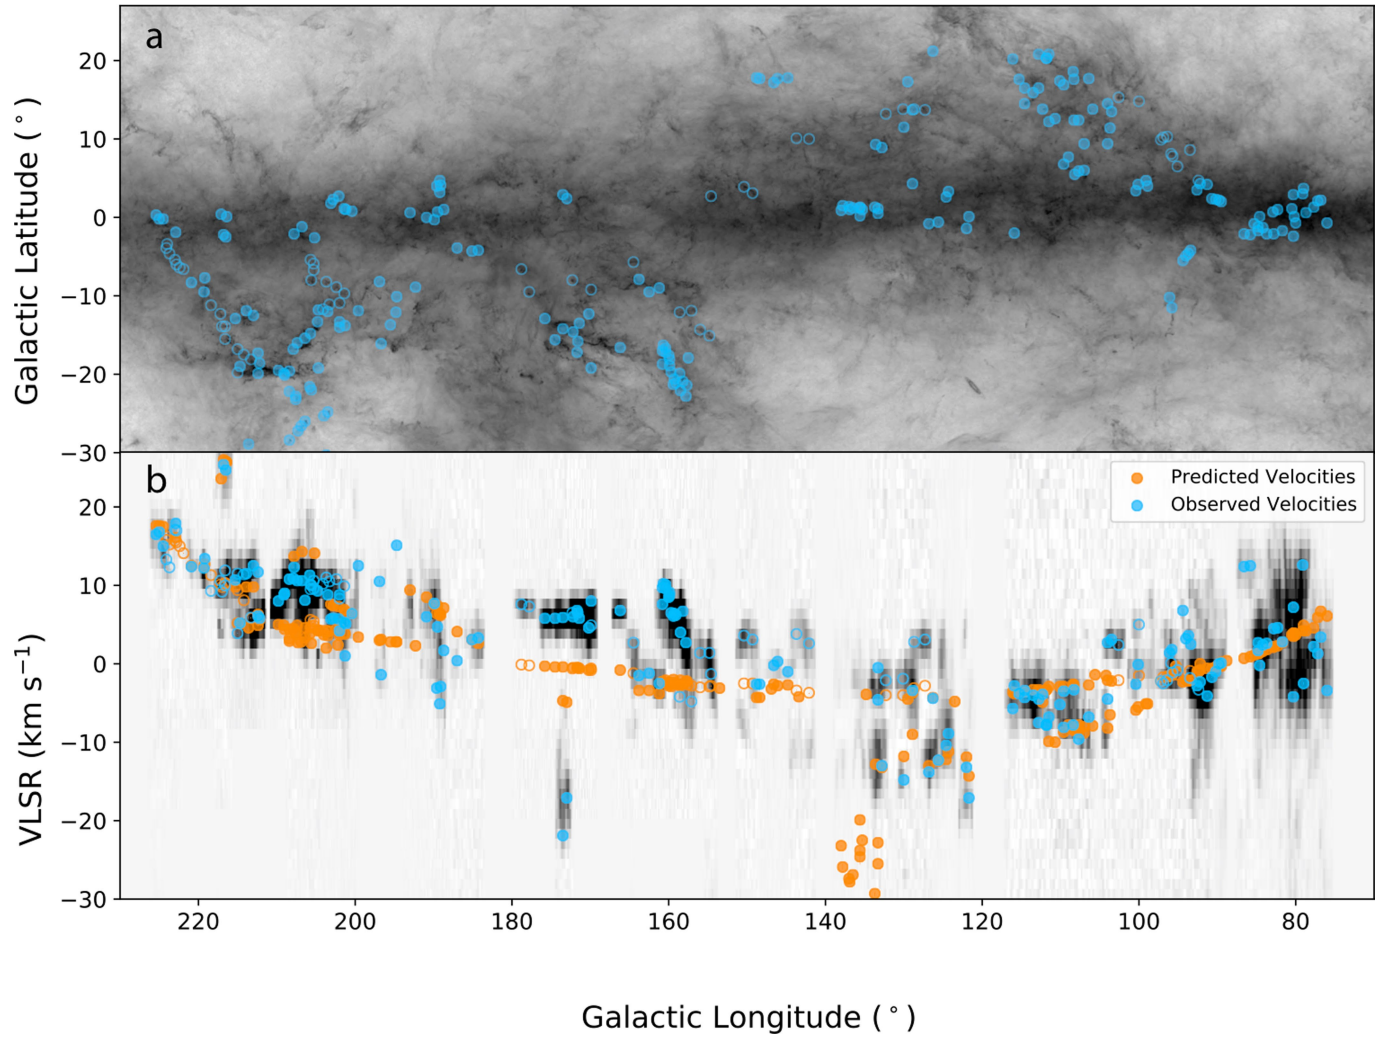 a
20
10
0
−10
−20
−30
Galactic Latitude (°)
b
Predicted Velocities
Observed Velocities
20
10
0
−10
−20
−30
VLSR (km s⁻¹)
220 200 180 160 140 120 100 80
Galactic Longitude (°)